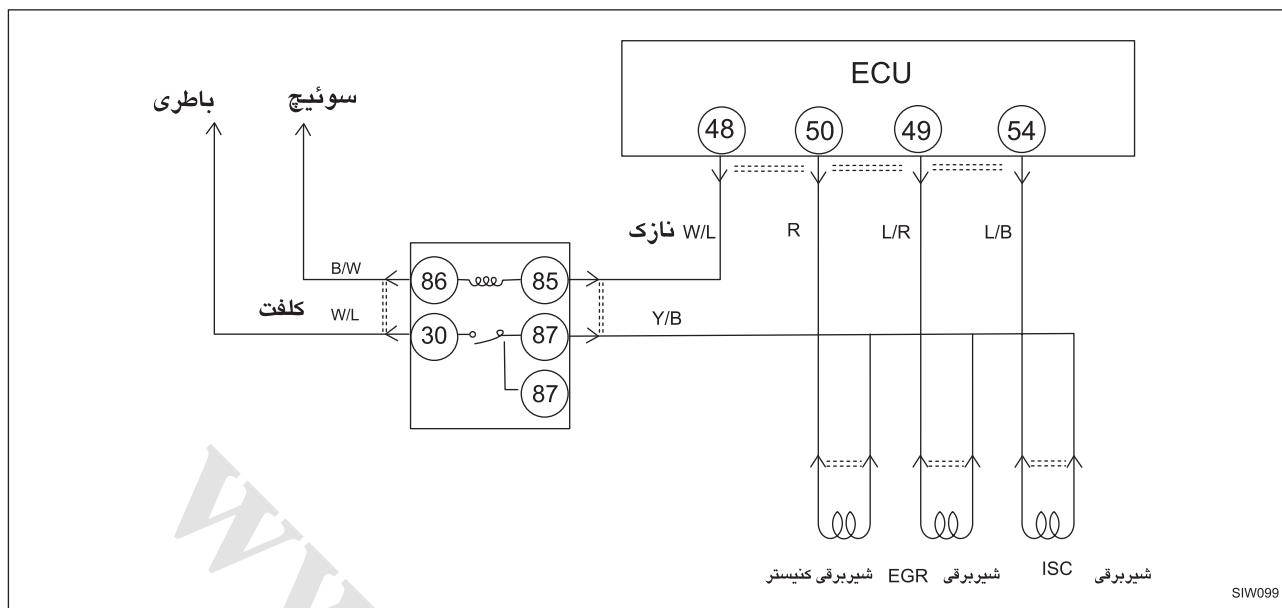 ECU
سوئیچ
باطری
48
50
49
54
نازک W/L
R
L/R
L/B
B/W
86
85
کلفت W/L
30
87
Y/B
87
شیربرقی کنیستر
شیربرقی EGR
شیربرقی ISC
SIW099